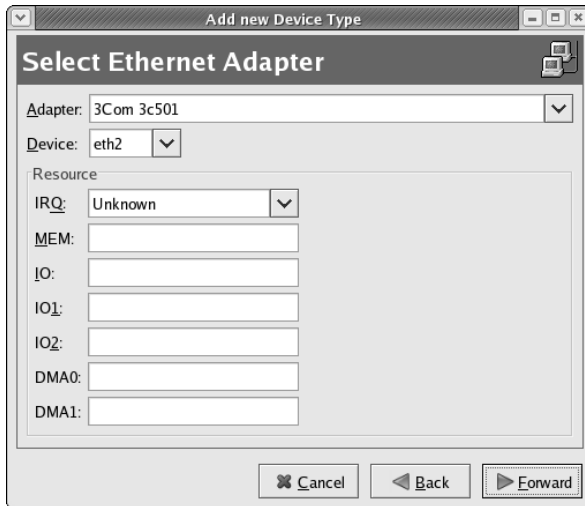 Add new Device Type
Select Ethernet Adapter
Adapter: 3Com 3c501
Device: eth2
Resource
IRQ: Unknown
MEM:
IO:
IO1:
IO2:
DMA0:
DMA1:
Cancel Back Forward